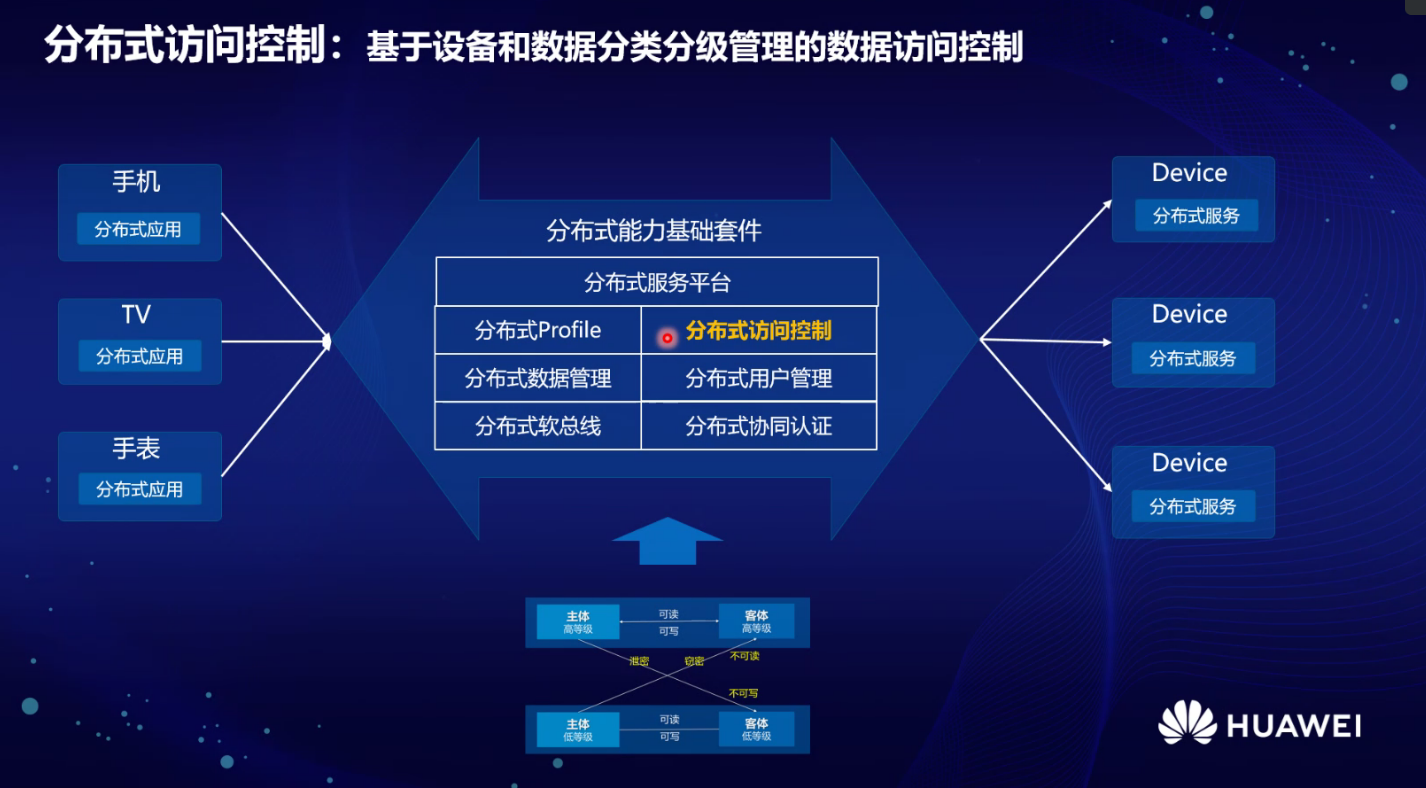 分布式访问控制：基于设备和数据分类分级管理的数据访问控制
手机
分布式应用
TV
分布式应用
手表
分布式应用
分布式能力基础套件
分布式服务平台
分布式Profile
分布式访问控制
分布式数据管理
分布式用户管理
分布式软总线
分布式协同认证
Device
分布式服务
Device
分布式服务
Device
分布式服务
主体
高等级
可读
可写
客体
高等级
泄密
窃密
不可读
不可写
主体
低等级
可读
可写
客体
低等级
HUAWEI